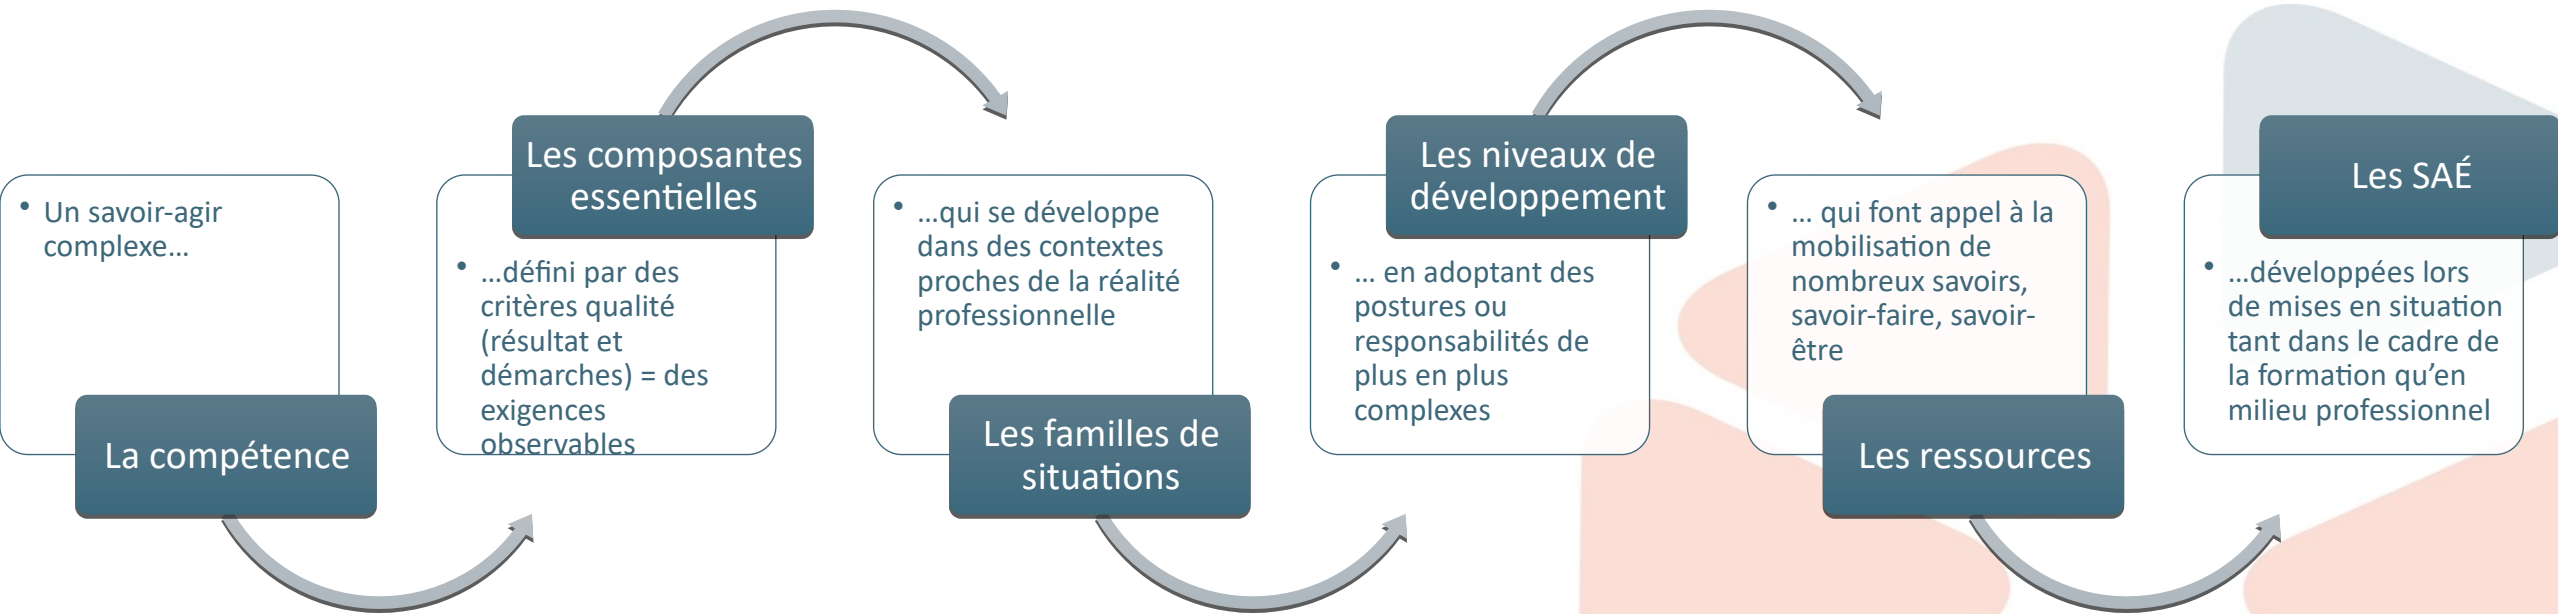 • Un savoir-agir
complexe…
La compétence
Les composantes
essentielles
• …défini par des
critères qualité
(résultat et
démarches) = des
exigences
observables
• …qui se développe
dans des contextes
proches de la réalité
professionnelle
Les familles de
situations
Les niveaux de
développement
• … en adoptant des
postures ou
responsabilités de
plus en plus
complexes
• … qui font appel à la
mobilisation de
nombreux savoirs,
savoir-faire, savoir-
être
Les ressources
Les SAÉ
• …développées lors
de mises en situation
tant dans le cadre de
la formation qu’en
milieu professionnel